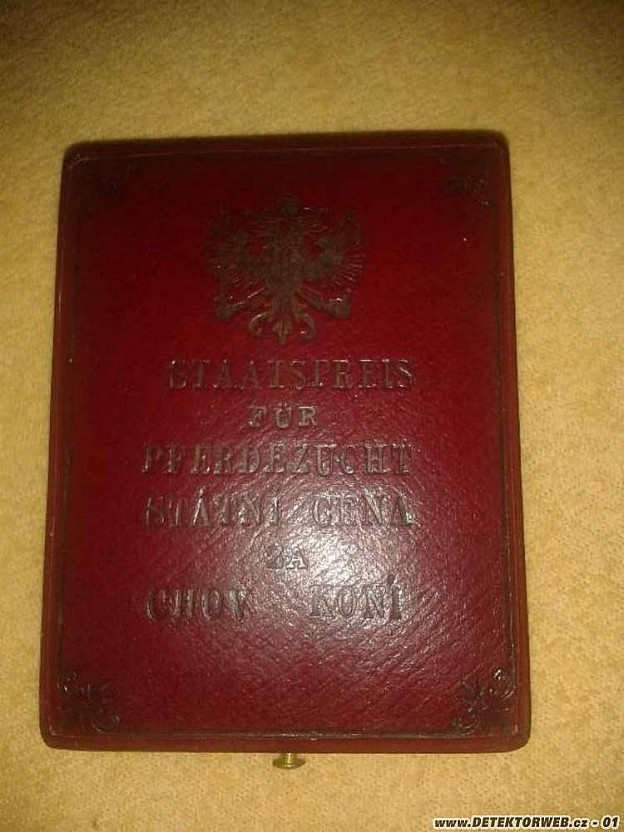 STAATSPREIS
FÜR
PFERDEZUCHT
STÁTNÍ CENA
ZA
CHOV KONÍ
www.DETEKTORWEB.cz - 01